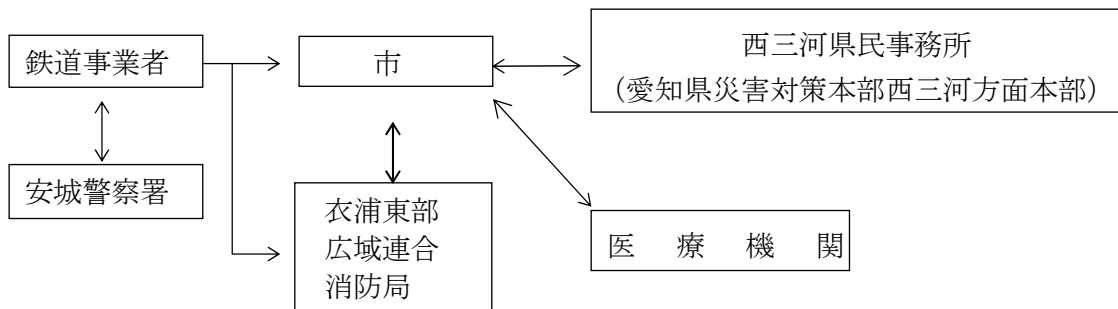 鉄道事業者
市
西三河県民事務所
（愛知県災害対策本部西三河方面本部）
安城警察署
衣浦東部
広域連合
消防局
医療機関